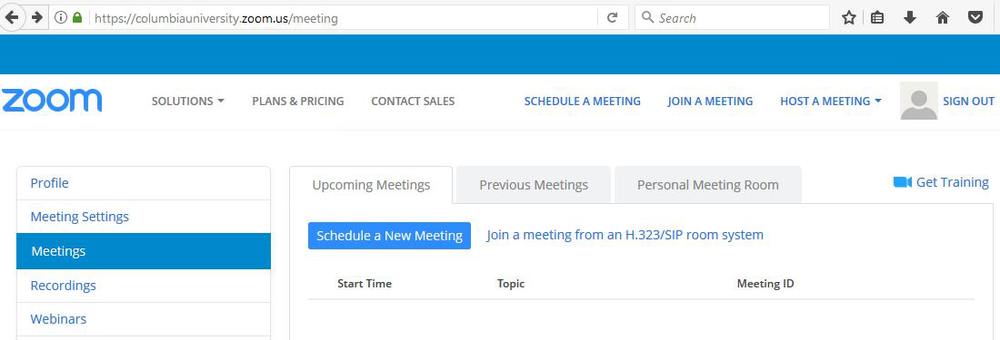 https://columbiauniversity.zoom.us/meeting
Search
zoom
SOLUTIONS PLANS & PRICING CONTACT SALES SCHEDULE A MEETING JOIN A MEETING HOST A MEETING SIGN OUT
Profile
Meeting Settings
Meetings
Recordings
Webinars
Upcoming Meetings Previous Meetings Personal Meeting Room Get Training
Schedule a New Meeting Join a meeting from an H.323/SIP room system
Start Time Topic Meeting ID